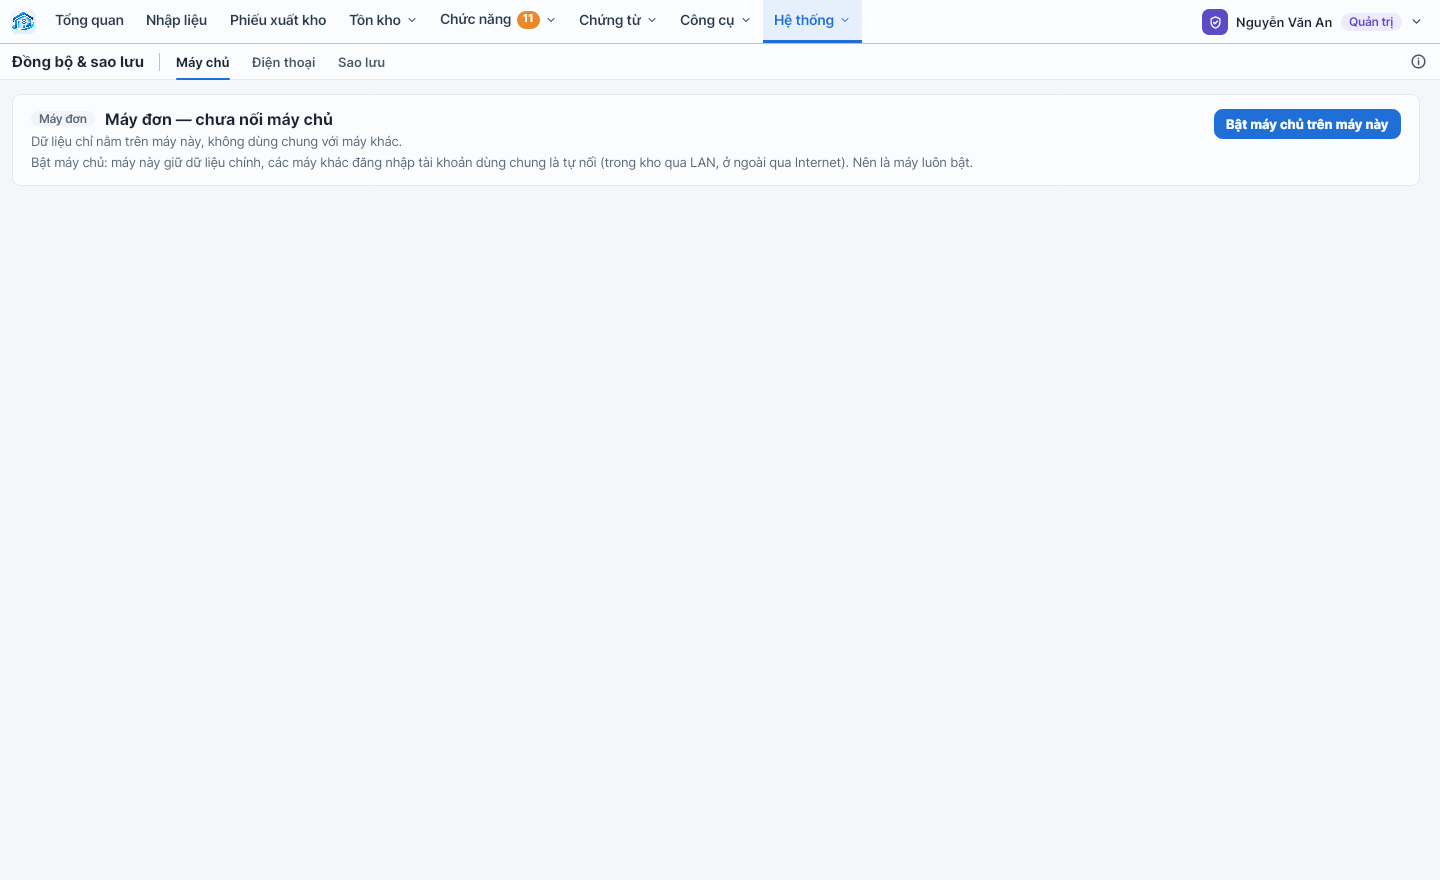 Tổng quan
Nhập liệu
Phiếu xuất kho
Tồn kho
Chức năng 11
Chứng từ
Công cụ
Hệ thống
Nguyễn Văn An
Quản trị
Đồng bộ & sao lưu
Máy chủ
Điện thoại
Sao lưu
Máy đơn
Máy đơn — chưa nối máy chủ
Bật máy chủ trên máy này
Dữ liệu chỉ nằm trên máy này, không dùng chung với máy khác.
Bật máy chủ: máy này giữ dữ liệu chính, các máy khác đăng nhập tài khoản dùng chung là tự nối (trong kho qua LAN, ở ngoài qua Internet). Nên là máy luôn bật.